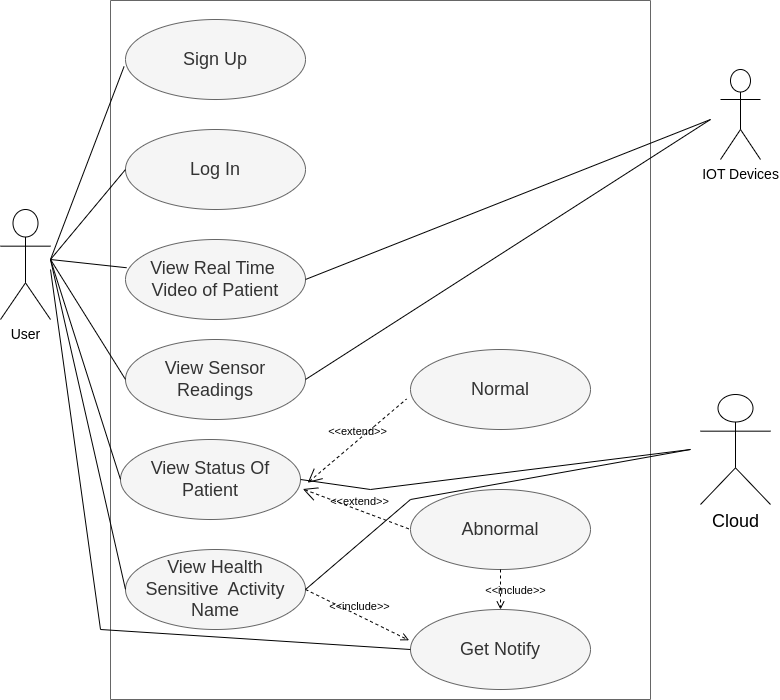 Sign Up
Log In
IOT Devices
View Real Time
Video of Patient
User
View Sensor
Readings
Normal
<<extend>>
View Status Of
Patient
<<extend>>
Abnormal
Cloud
View Health
Sensitive  Activity
Name
<<include>>
<<include>>
Get Notify